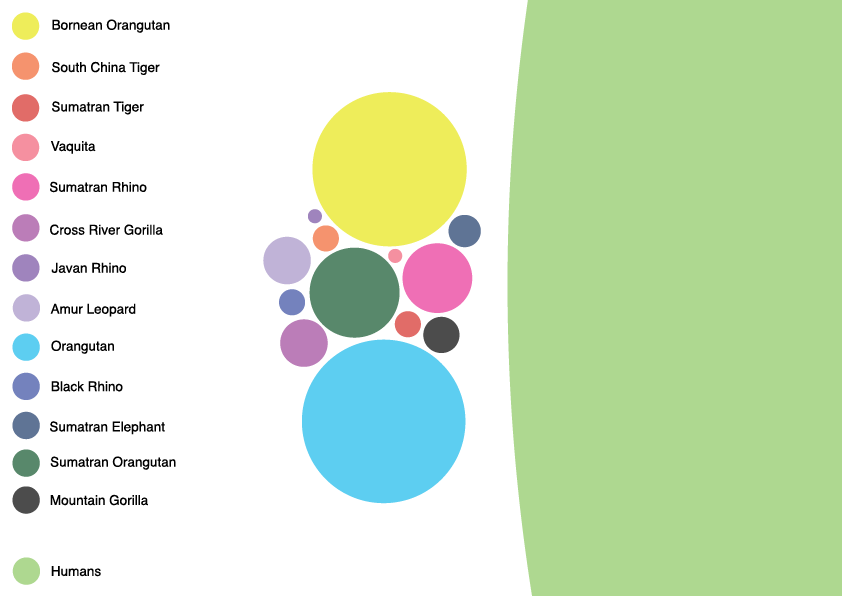 Bornean Orangutan
South China Tiger
Sumatran Tiger
Vaquita
Sumatran Rhino
Cross River Gorilla
Javan Rhino
Amur Leopard
Orangutan
Black Rhino
Sumatran Elephant
Sumatran Orangutan
Mountain Gorilla
Humans